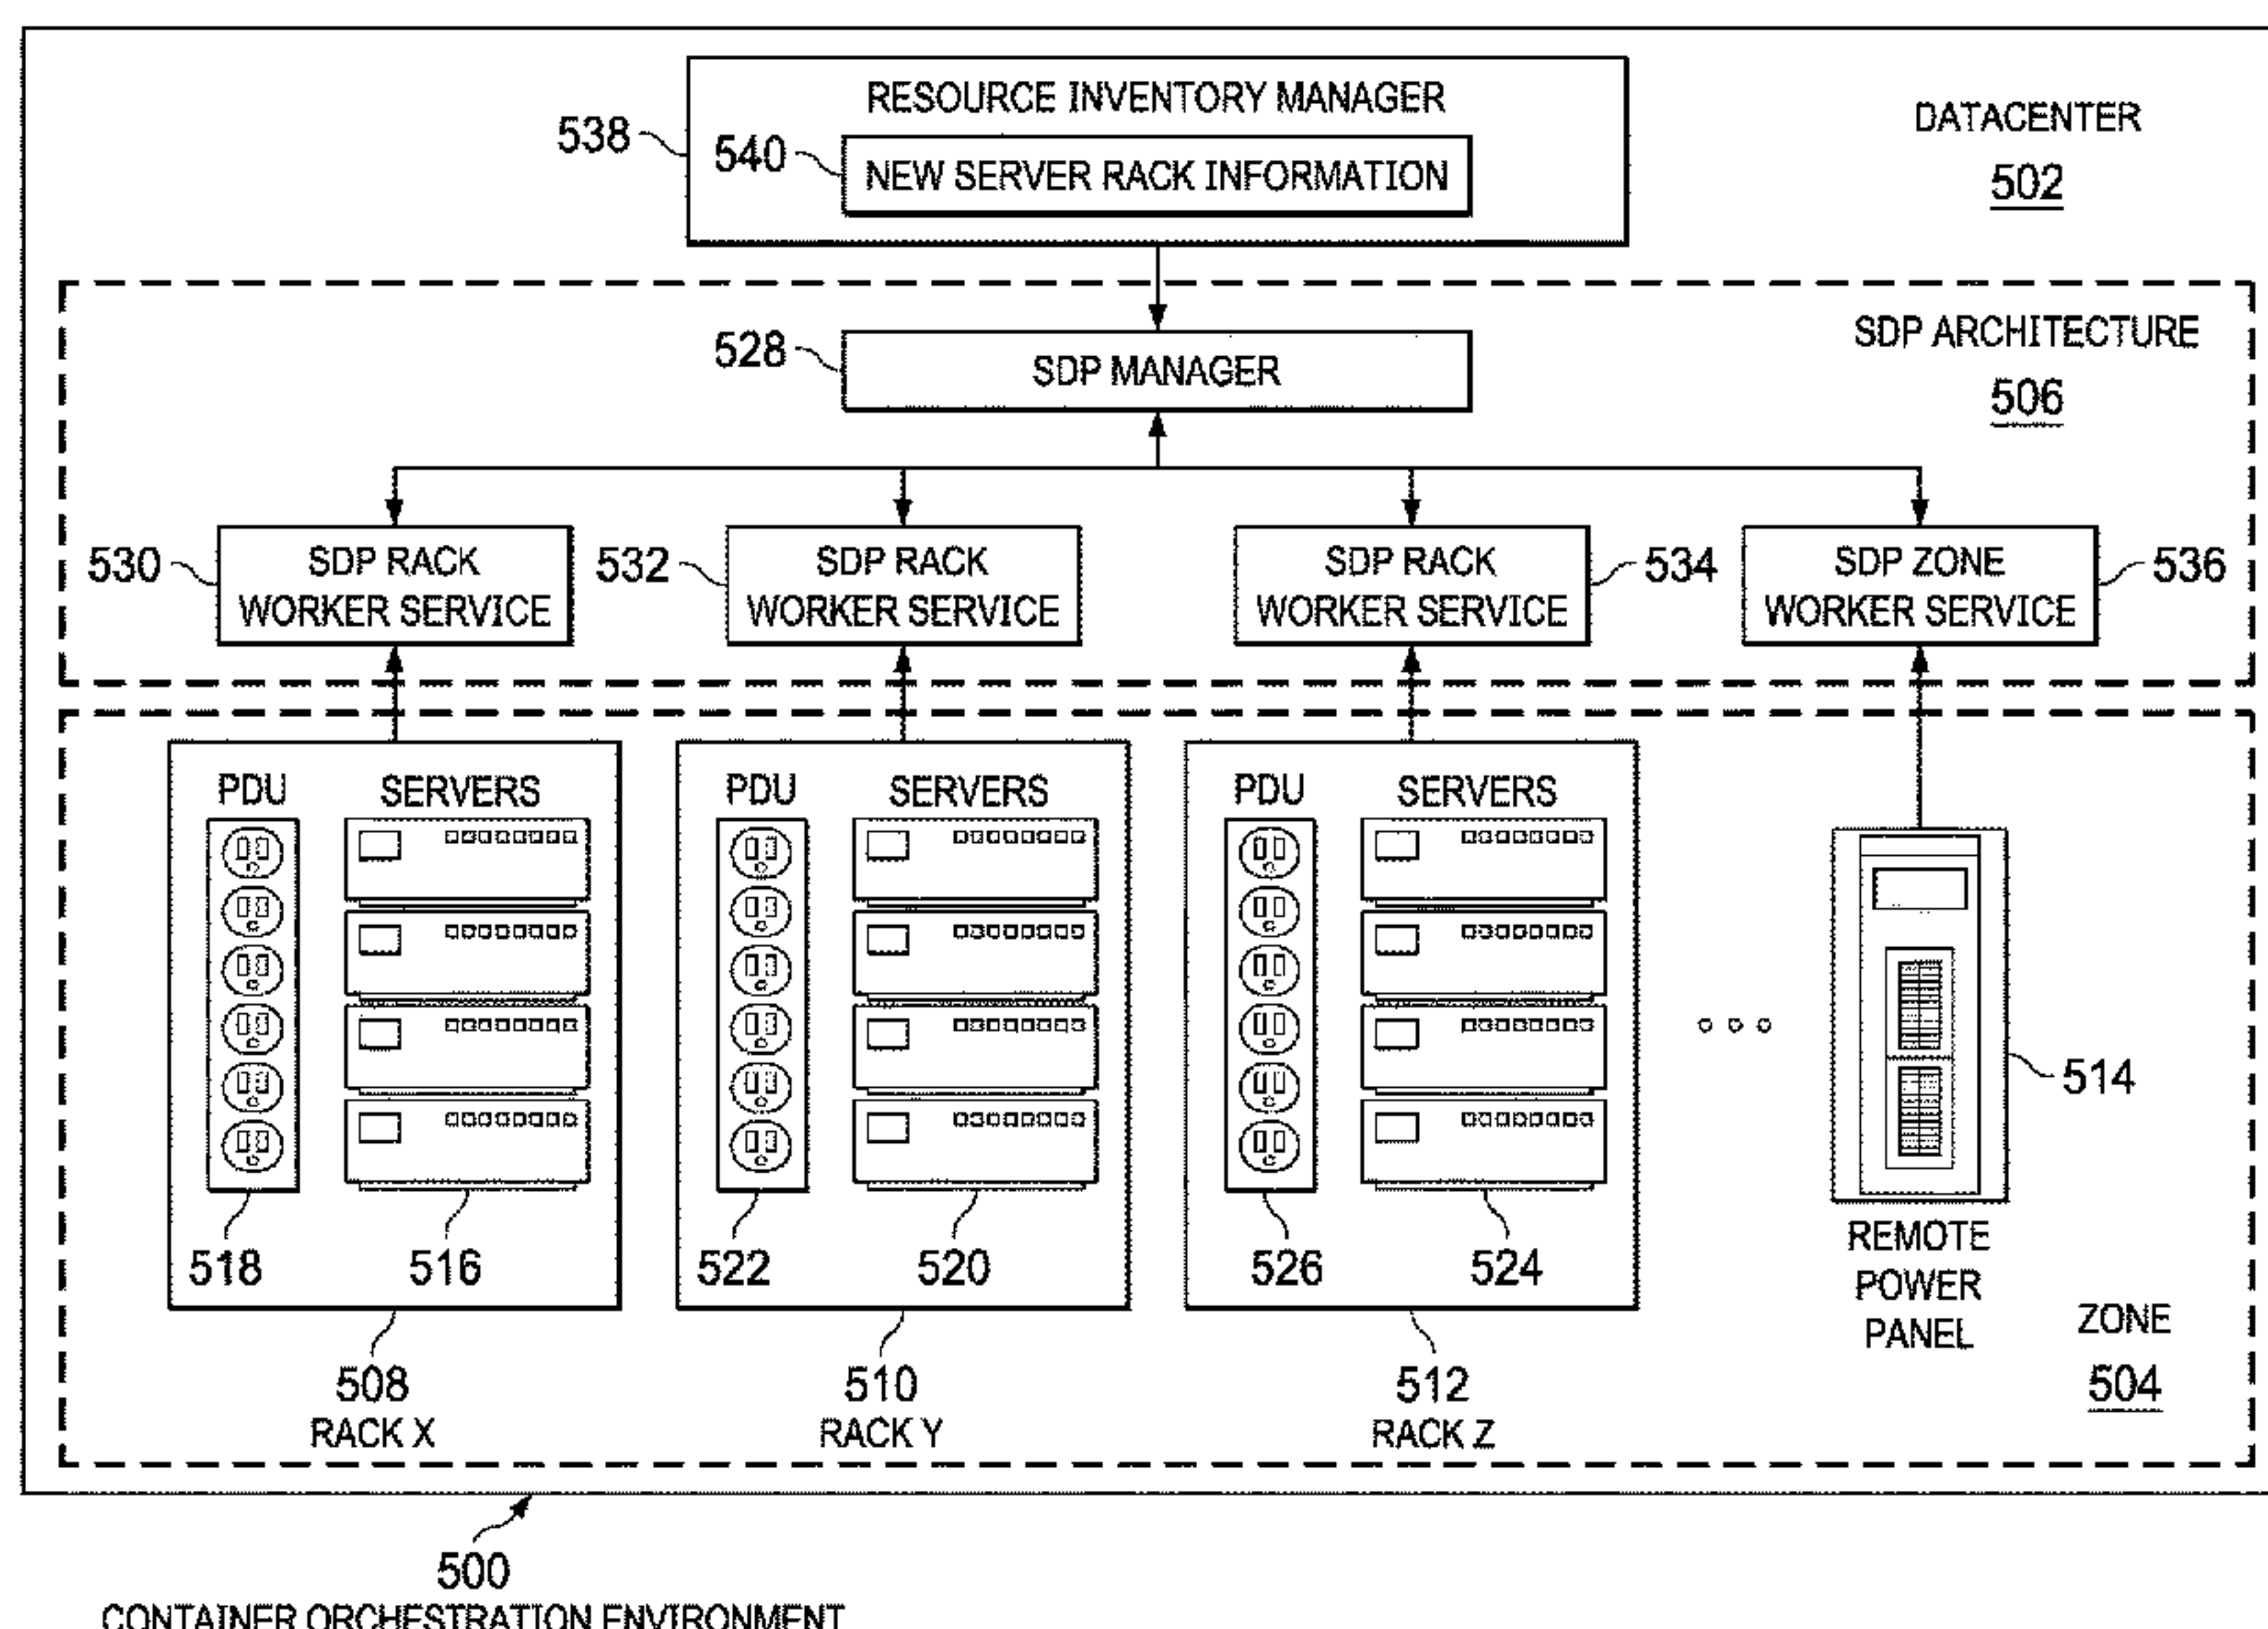 RESOURCE INVENTORY MANAGER
538
540
NEW SERVER RACK INFORMATION
DATACENTER
502
SDP ARCHITECTURE
506
528
SDP MANAGER
530
SDP RACK
WORKER SERVICE
532
SDP RACK
WORKER SERVICE
SDP RACK
WORKER SERVICE
534
SDP ZONE
WORKER SERVICE
536
PDU
SERVERS
518
516
508
RACK X
PDU
SERVERS
522
520
510
RACK Y
PDU
SERVERS
526
524
512
RACK Z
514
REMOTE
POWER
PANEL
ZONE
504
500
CONTAINER ORCHESTRATION ENVIRONMENT